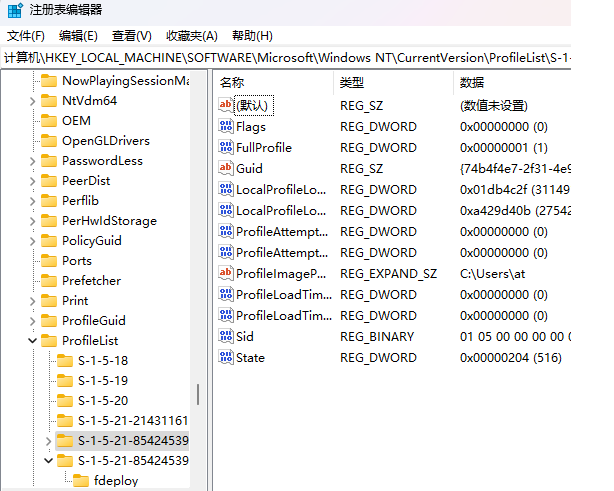 注册表编辑器
文件(F) 编辑(E) 查看(V) 收藏夹(A) 帮助(H)
计算机\HKEY_LOCAL_MACHINE\SOFTWARE\Microsoft\Windows NT\CurrentVersion\ProfileList\S-1-
NowPlayingSessionMa
NtVdm64
OEM
OpenGLDrivers
PasswordLess
PeerDist
Perflib
PerHwIdStorage
PolicyGuid
Ports
Prefetcher
Print
ProfileGuid
ProfileList
S-1-5-18
S-1-5-19
S-1-5-20
S-1-5-21-21431161
S-1-5-21-85424539
S-1-5-21-85424539
fdeploy
名称 类型 数据
ab (默认) REG_SZ (数值未设置)
Flags REG_DWORD 0x00000000 (0)
FullProfile REG_DWORD 0x00000001 (1)
ab Guid REG_SZ {74b4f4e7-2f31-4e9
LocalProfileLo... REG_DWORD 0x01db4c2f (31149
LocalProfileLo... REG_DWORD 0xa429d40b (27542
ProfileAttempt... REG_DWORD 0x00000000 (0)
ProfileAttempt... REG_DWORD 0x00000000 (0)
ab ProfileImageP... REG_EXPAND_SZ C:\Users\at
ProfileLoadTim... REG_DWORD 0x00000000 (0)
ProfileLoadTim... REG_DWORD 0x00000000 (0)
Sid REG_BINARY 01 05 00 00 00 00 0
State REG_DWORD 0x00000204 (516)